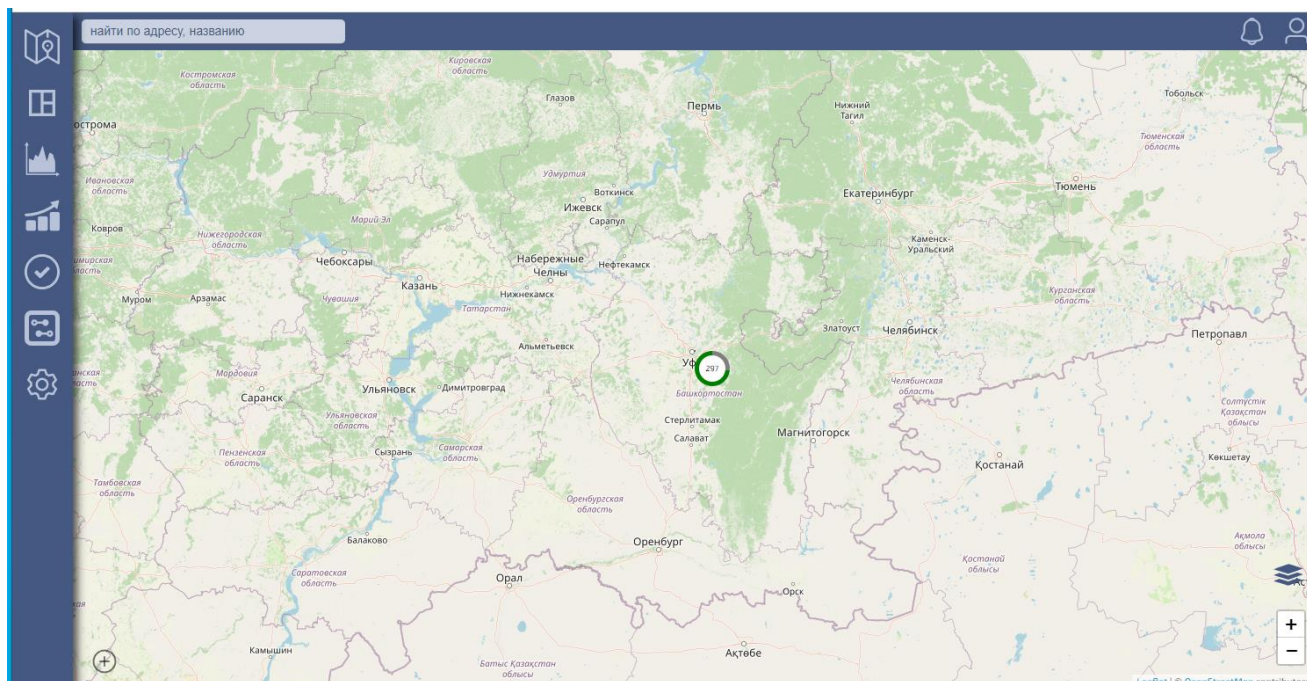 найти по адресу, названию
Кировская
область
Костромская
область
Глазов
Пермь
Нижний
Тагил
Тобольск
острома
Тюменская
область
Ивановская
область
Удмуртия
Воткинск
Екатеринбург
Тюмень
Ижевск
Сарапул
Марий Эл
Ковров
Нижегородская
область
Каменск-
Уральский
Чебоксары
Набережные
Челны
Нефтекамск
Казань
Курганская
область
Муром
Арзамас
Чувашия
Нижнекамск
Татарстан
Златоуст
Челябинск
Петропавл
Альметьевск
Уф
297
Мордовия
Саранск
Ульяновск
Димитровград
Башкортостан
Челябинская
область
Ульяновская
область
Стерлитамак
Салават
Магнитогорск
Солтүстік
Қазақстан
облысы
Пензенская
область
Сызрань
Самарская
область
Қостанай
Көкшетау
Тамбовская
область
Оренбургская
область
Балаково
Оренбург
Ақмола
облысы
Саратовская
область
Орал
Қостанай
облысы
Орск
+
−
Камышин
Ақтөбе
Батыс Қазақстан
облысы